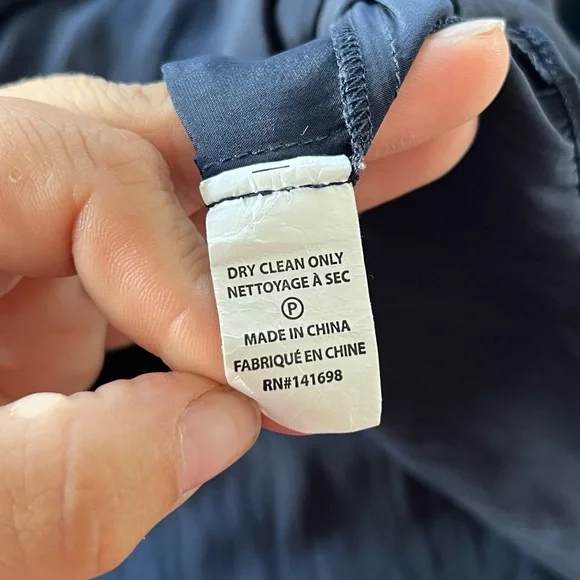 DRY CLEAN ONLY
NETTOYAGE À SEC
Ⓟ
MADE IN CHINA
FABRIQUÉ EN CHINE
RN#141698